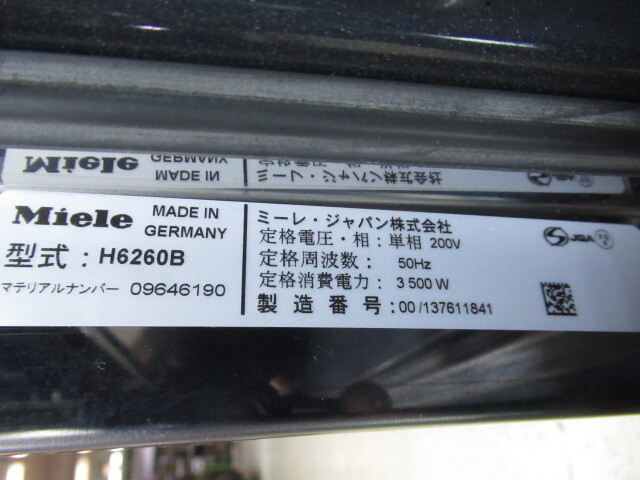 Miele
MADE IN
GERMANY
型式：H6260B
マテリアルナンバー 09646190
ミーレ・ジャパン株式会社
定格電圧・相：単相 200V
定格周波数： 50Hz
定格消費電力： 3 500 W
製造番号：00 /137611841
S JQA